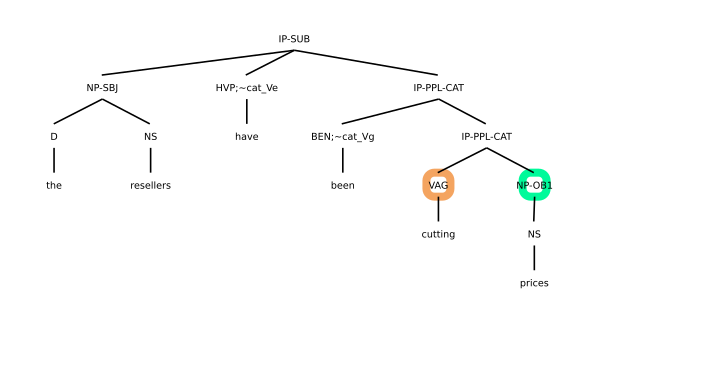 IP-SUB
NP-SBJ HVP;~cat_Ve IP-PPL-CAT
D NS have BEN;~cat_Vg IP-PPL-CAT
the resellers been VAG NP-OB1
cutting NS
prices